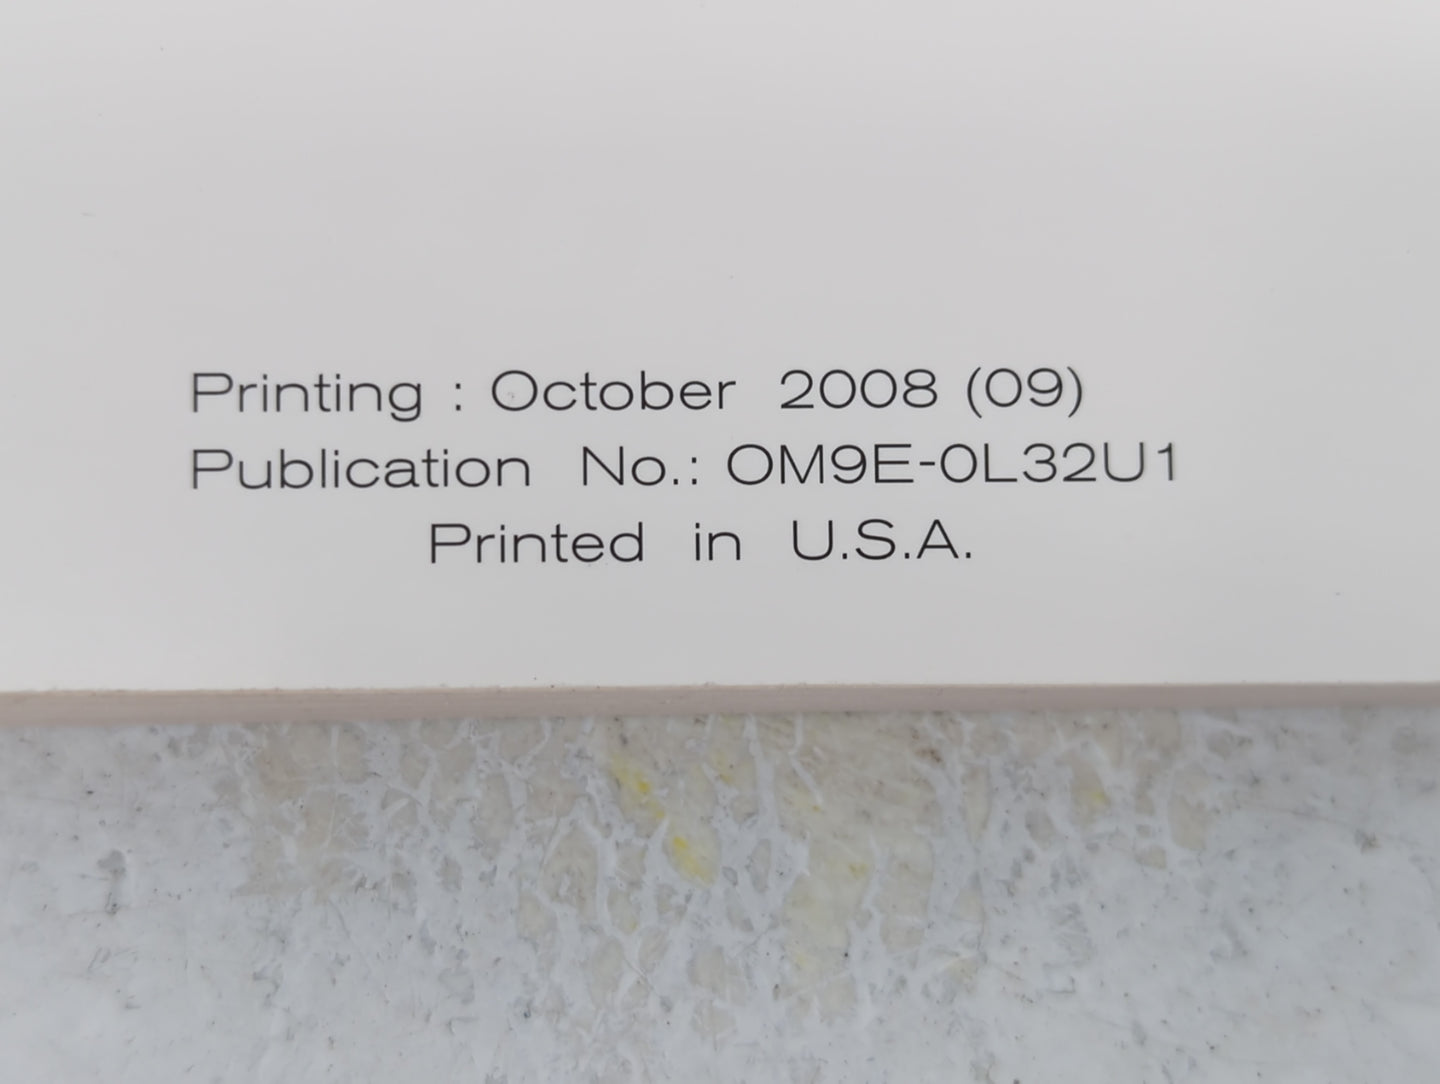 Printing : October 2008 (09)
Publication No.: OM9E-0L32U1
Printed in U.S.A.